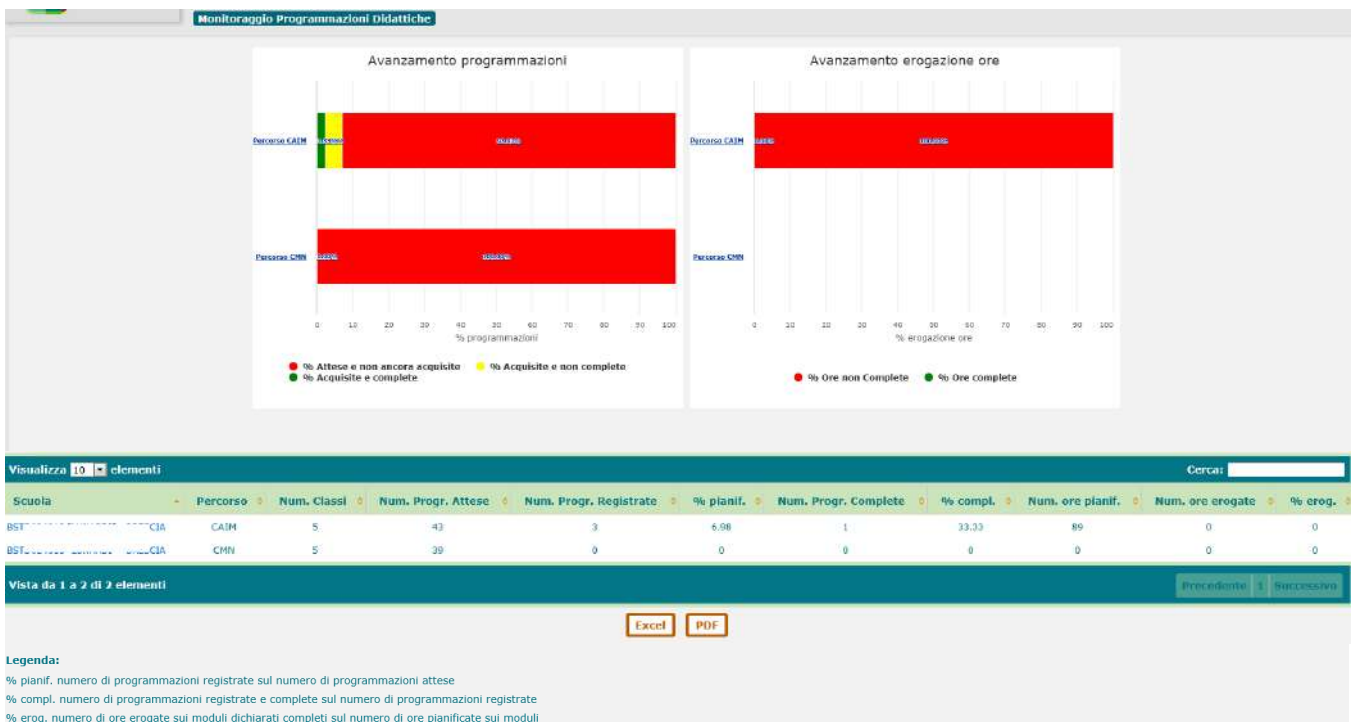 Monitoraggio Programmazioni Didattiche
Avanzamento programmazioni
Percorso CAIM
Percorso CMN
0 10 20 30 40 50 60 70 80 90 100
% programmazioni
% Attese e non ancora acquisite % Acquisite e non complete
% Acquisite e complete
Avanzamento erogazione ore
Percorso CAIM
Percorso CMN
0 10 20 30 40 50 60 70 80 90 100
% erogazione ore
% Ore non Complete % Ore complete
Visualizza 10 elementi Cerca:
Scuola Percorso Num. Classi Num. Progr. Attese Num. Progr. Registrate % pianif. Num. Progr. Complete % compl. Num. ore pianif. Num. ore erogate % erog.
CAIM 5 43 3 6.98 1 33.33 89 0 0
CMN 5 39 0 0 0 0 0 0 0
Vista da 1 a 2 di 2 elementi Precedente 1 Successivo
Excel PDF
Legenda:
% pianif. numero di programmazioni registrate sul numero di programmazioni attese
% compl. numero di programmazioni registrate e complete sul numero di programmazioni registrate
% erog. numero di ore erogate sui moduli dichiarati completi sul numero di ore pianificate sui moduli